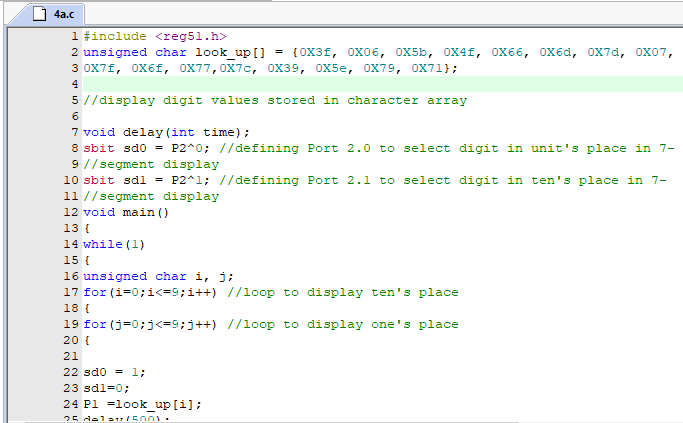 4a.c
1 #include <reg51.h>
2 unsigned char look_up[] = {0X3f, 0X06, 0X5b, 0X4f, 0X66, 0X6d, 0X7d, 0X07,
3 0X7f, 0X6f, 0X77,0X7c, 0X39, 0X5e, 0X79, 0X71};
4
5 //display digit values stored in character array
6
7 void delay(int time);
8 sbit sd0 = P2^0; //defining Port 2.0 to select digit in unit's place in 7-
9 //segment display
10 sbit sd1 = P2^1; //defining Port 2.1 to select digit in ten's place in 7-
11 //segment display
12 void main()
13 {
14 while(1)
15 {
16 unsigned char i, j;
17 for(i=0;i<=9;i++) //loop to display ten's place
18 {
19 for(j=0;j<=9;j++) //loop to display one's place
20 {
21
22 sd0 = 1;
23 sd1=0;
24 P1 =look_up[i];
25 delay(500);